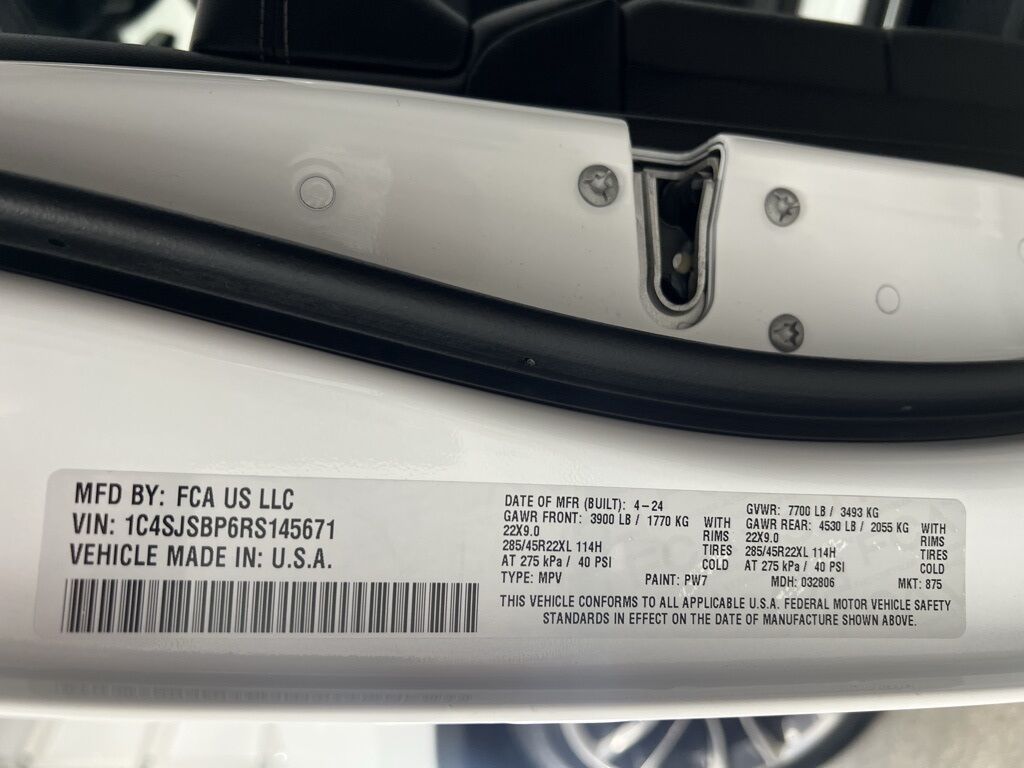 MFD BY: FCA US LLC
VIN: 1C4SJSBP6RS145671
VEHICLE MADE IN: U.S.A.
DATE OF MFR (BUILT): 4-24
GAWR FRONT: 3900 LB / 1770 KG WITH
22X9.0 RIMS
285/45R22XL 114H TIRES
AT 275 kPa / 40 PSI COLD
GVWR: 7700 LB / 3493 KG
GAWR REAR: 4530 LB / 2055 KG WITH
22X9.0 RIMS
285/45R22XL 114H TIRES
AT 275 kPa / 40 PSI COLD
TYPE: MPV PAINT: PW7 MDH: 032806 MKT: 875
THIS VEHICLE CONFORMS TO ALL APPLICABLE U.S.A. FEDERAL MOTOR VEHICLE SAFETY
STANDARDS IN EFFECT ON THE DATE OF MANUFACTURE SHOWN ABOVE.